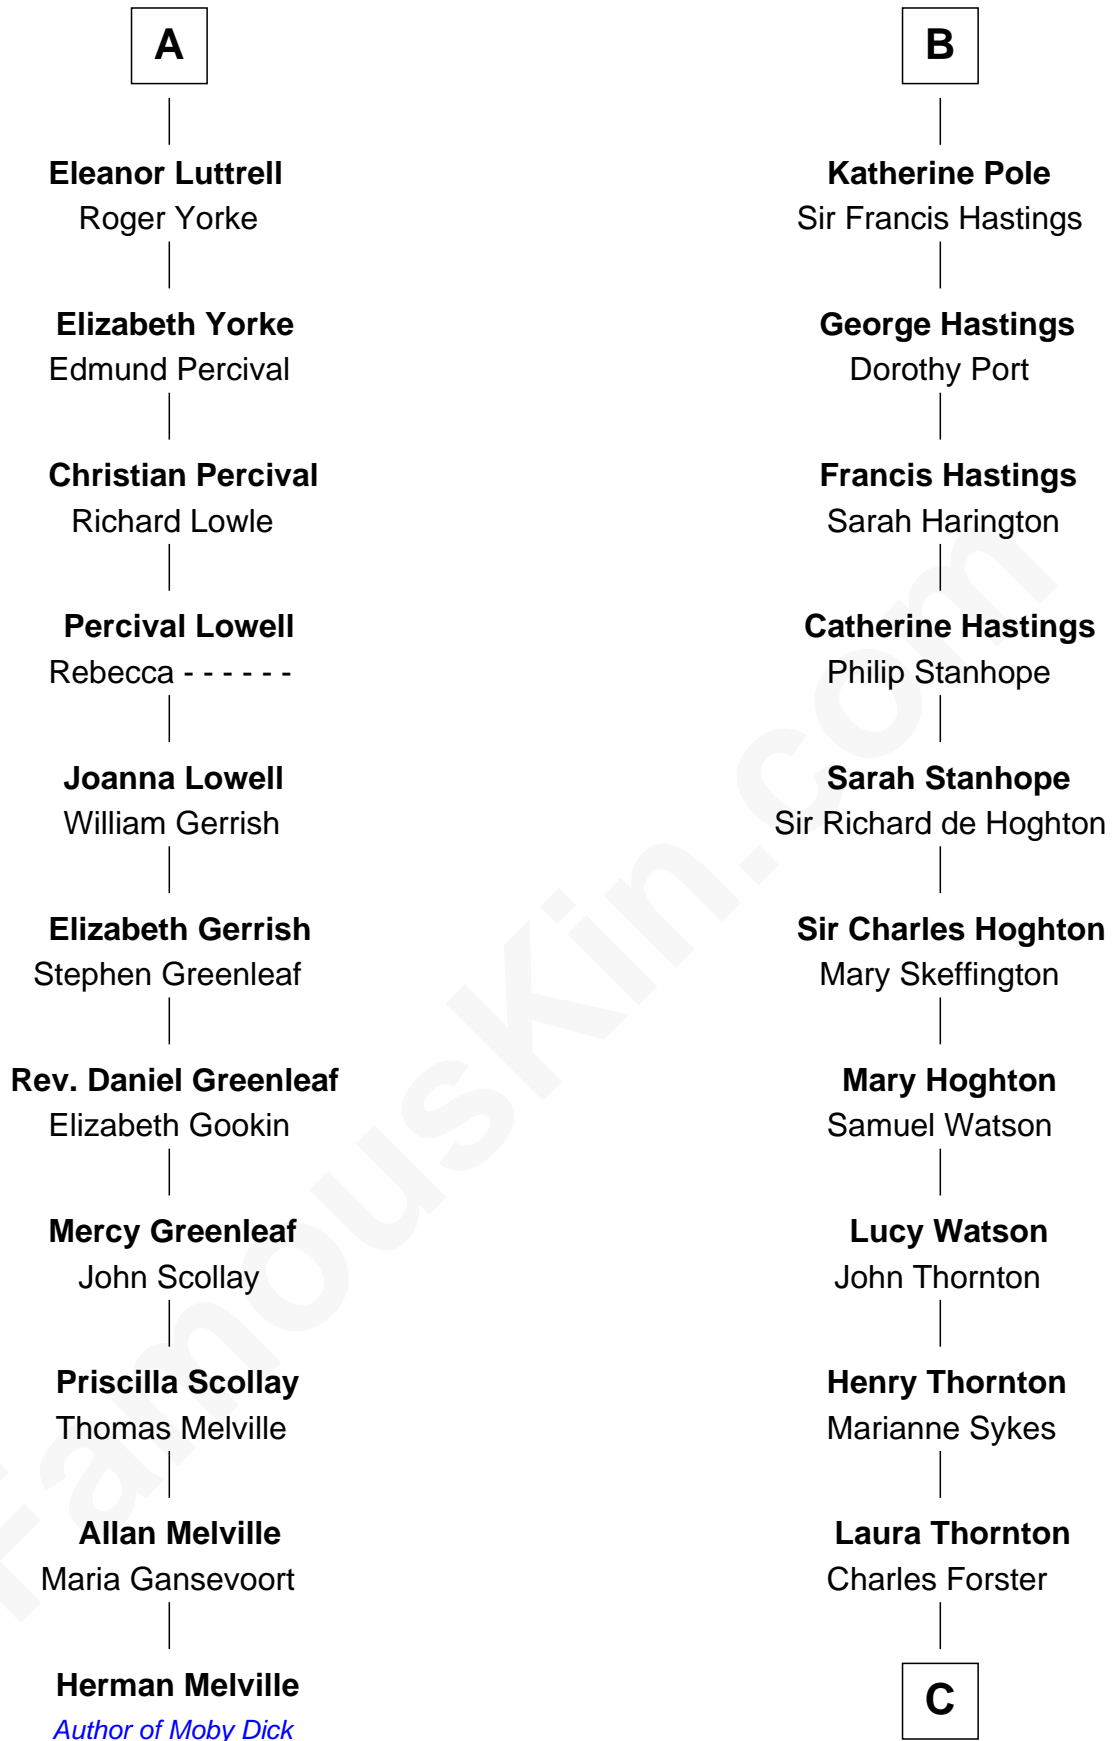 A
Eleanor Luttrell
Roger Yorke
Elizabeth Yorke
Edmund Percival
Christian Percival
Richard Lowle
Percival Lowell
Rebecca - - - - - -
Joanna Lowell
William Gerrish
Elizabeth Gerrish
Stephen Greenleaf
Rev. Daniel Greenleaf
Elizabeth Gookin
Mercy Greenleaf
John Scollay
Priscilla Scollay
Thomas Melville
Allan Melville
Maria Gansevoort
Herman Melville
Author of Moby Dick
B
Katherine Pole
Sir Francis Hastings
George Hastings
Dorothy Port
Francis Hastings
Sarah Harington
Catherine Hastings
Philip Stanhope
Sarah Stanhope
Sir Richard de Hoghton
Sir Charles Hoghton
Mary Skeffington
Mary Hoghton
Samuel Watson
Lucy Watson
John Thornton
Henry Thornton
Marianne Sykes
Laura Thornton
Charles Forster
C
FamousKin.com